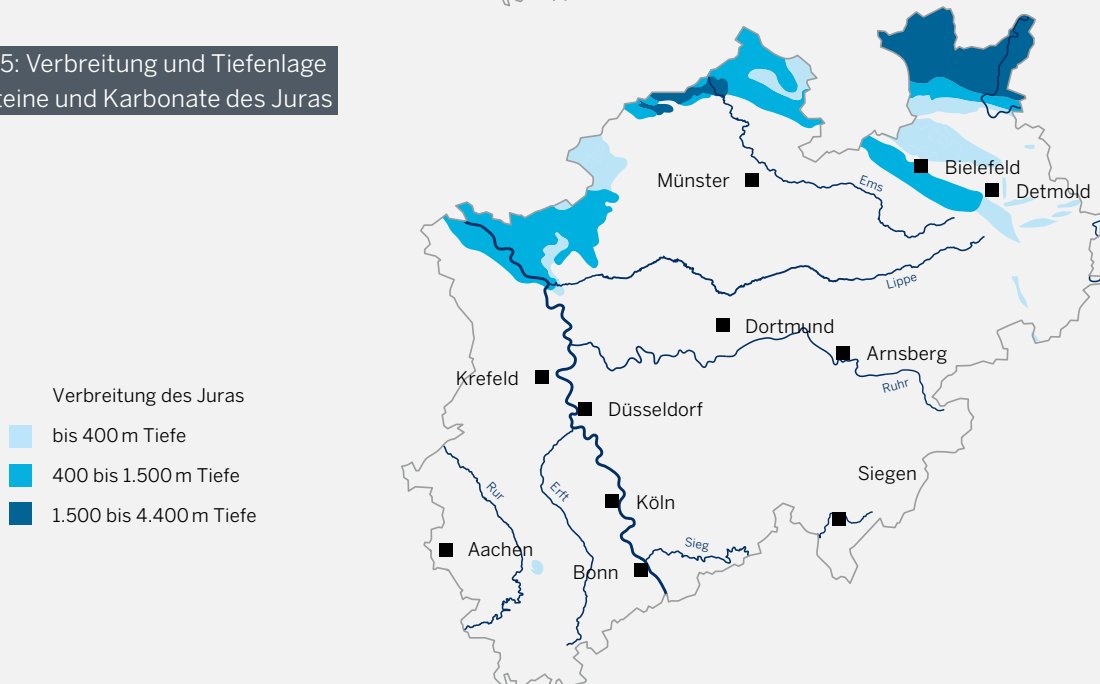 5: Verbreitung und Tiefenlage
teine und Karbonate des Juras
Münster
Ems
Bielefeld
Detmold
Lippe
Dortmund
Arnsberg
Ruhr
Krefeld
Düsseldorf
Siegen
Köln
Rur
Erft
Aachen
Bonn
Sieg
Verbreitung des Juras
bis 400 m Tiefe
400 bis 1.500 m Tiefe
1.500 bis 4.400 m Tiefe